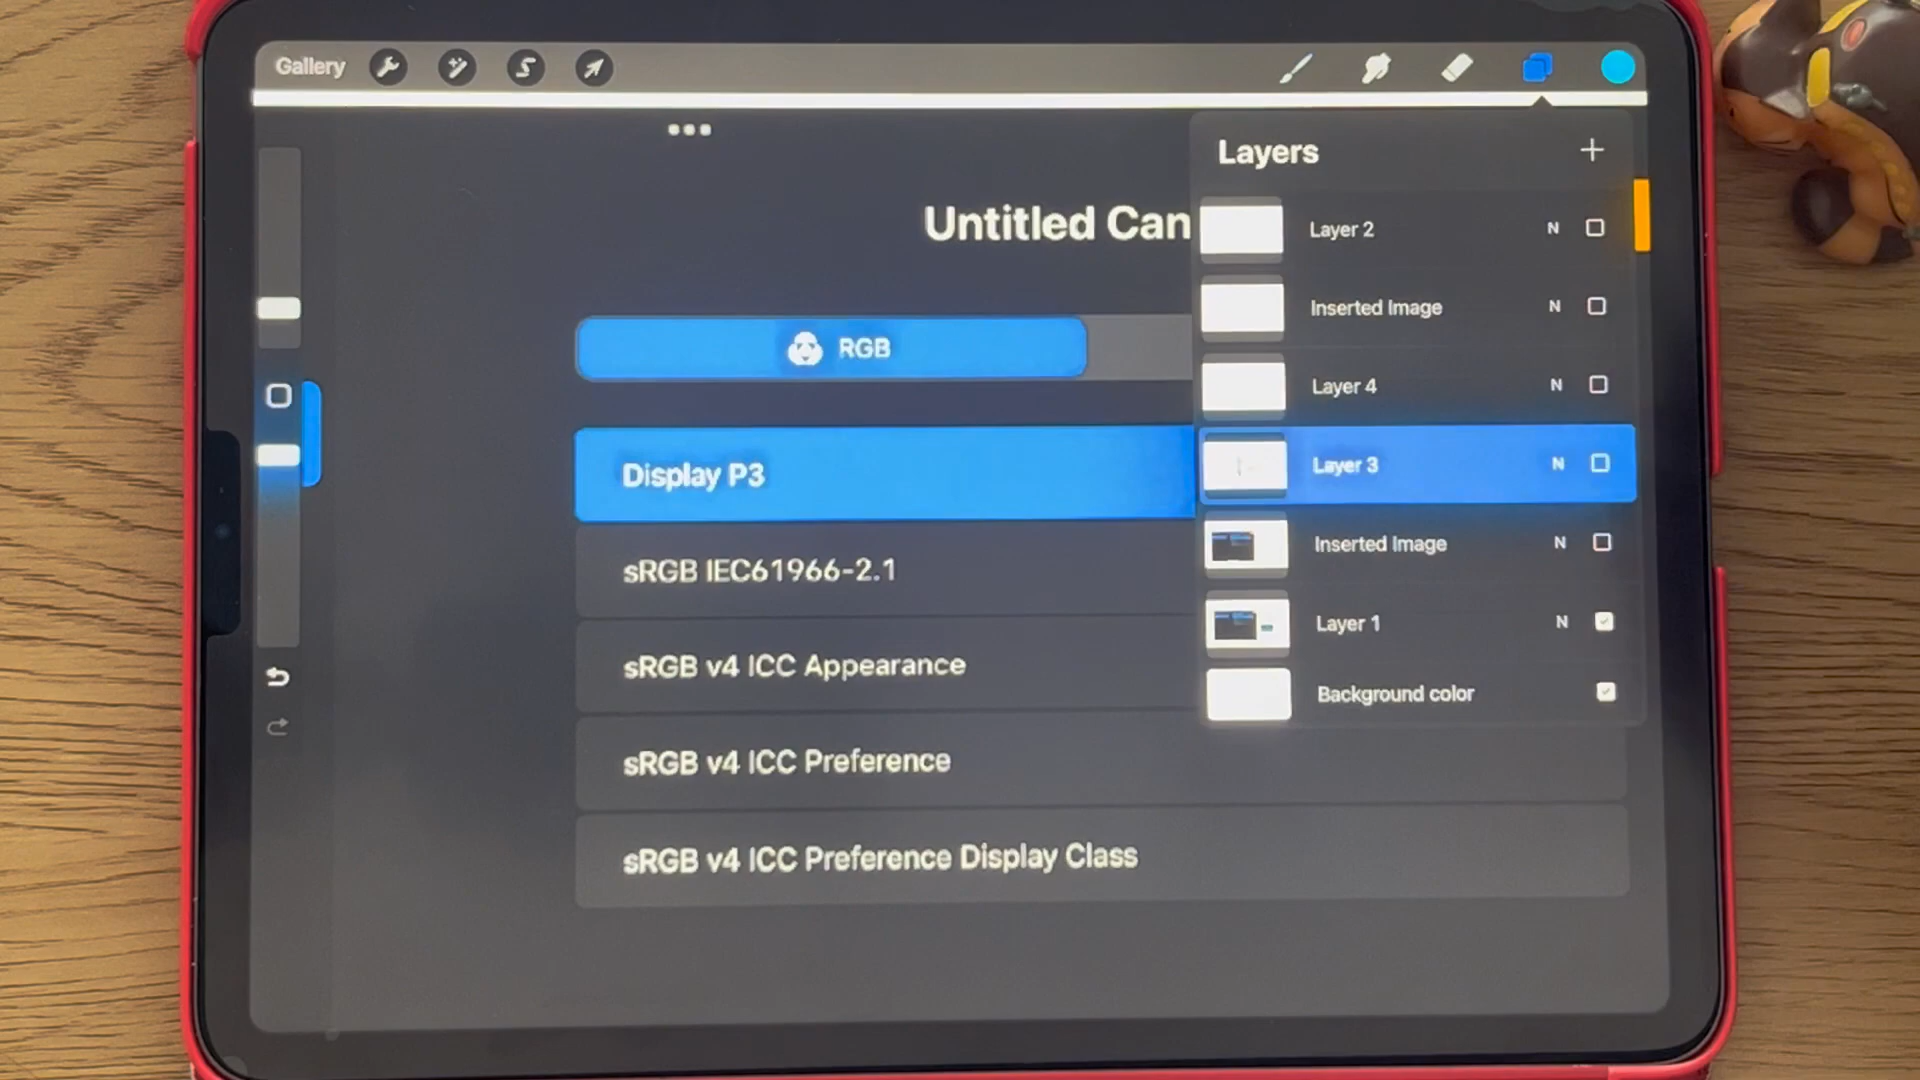 Gallery
Layers
Untitled Can
Layer 2 N
Inserted Image N
RGB
Layer 4 N
Display P3
Layer 3 N
sRGB IEC61966-2.1
Inserted Image N
sRGB v4 ICC Appearance
Layer 1 N
sRGB v4 ICC Preference
Background color
sRGB v4 ICC Preference Display Class